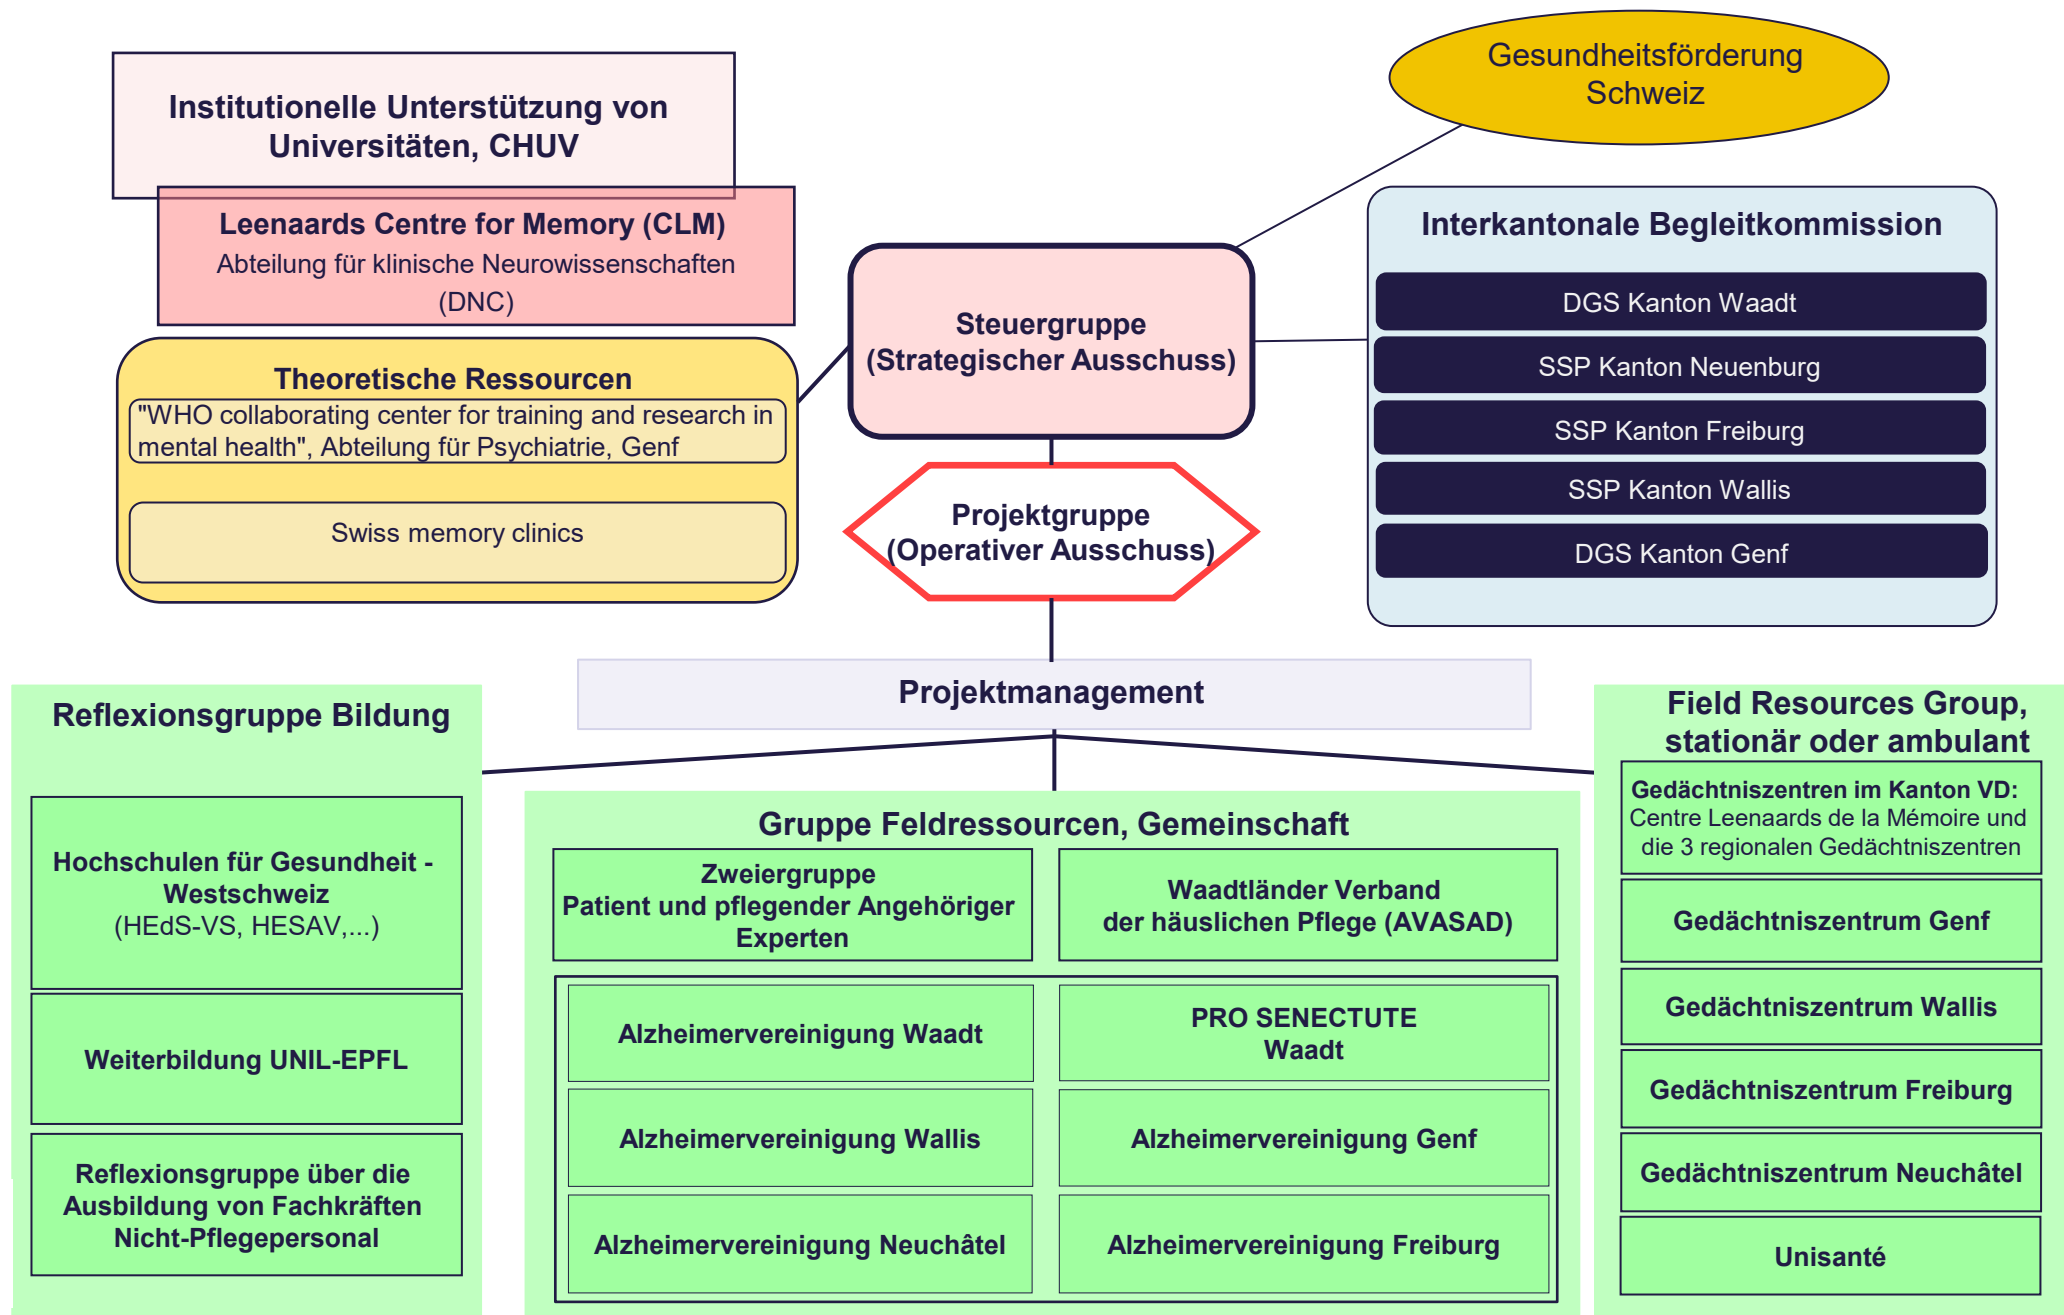 Institutionelle Unterstützung von
Universitäten, CHUV
Leenaards Centre for Memory (CLM)
Abteilung für klinische Neurowissenschaften
(DNC)
Theoretische Ressourcen
"WHO collaborating center for training and research in
mental health", Abteilung für Psychiatrie, Genf
Swiss memory clinics
Steuergruppe
(Strategischer Ausschuss)
Projektgruppe
(Operativer Ausschuss)
Gesundheitsförderung
Schweiz
Interkantonale Begleitkommission
DGS Kanton Waadt
SSP Kanton Neuenburg
SSP Kanton Freiburg
SSP Kanton Wallis
DGS Kanton Genf
Projektmanagement
Reflexionsgruppe Bildung
Hochschulen für Gesundheit -
Westschweiz
(HEdS-VS, HESAV,...)
Weiterbildung UNIL-EPFL
Reflexionsgruppe über die
Ausbildung von Fachkräften
Nicht-Pflegepersonal
Gruppe Feldressourcen, Gemeinschaft
Zweiergruppe
Patient und pflegender Angehöriger
Experten
Waadtländer Verband
der häuslichen Pflege (AVASAD)
Alzheimervereinigung Waadt
PRO SENECTUTE
Waadt
Alzheimervereinigung Wallis
Alzheimervereinigung Genf
Alzheimervereinigung Neuchâtel
Alzheimervereinigung Freiburg
Field Resources Group,
stationär oder ambulant
Gedächtniszentren im Kanton VD:
Centre Leenaards de la Mémoire und
die 3 regionalen Gedächtniszentren
Gedächtniszentrum Genf
Gedächtniszentrum Wallis
Gedächtniszentrum Freiburg
Gedächtniszentrum Neuchâtel
Unisanté